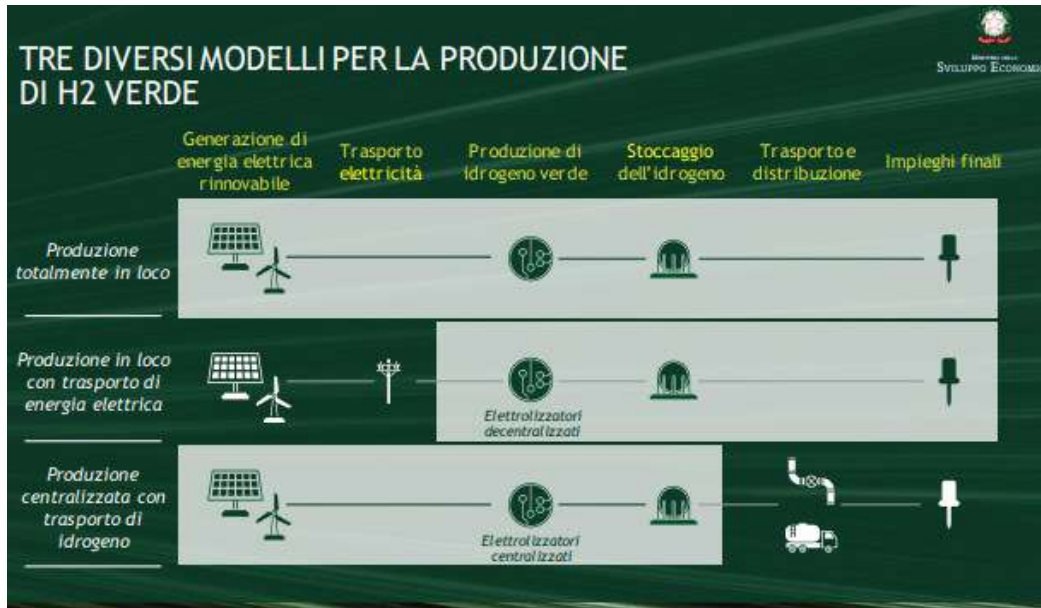 TRE DIVERSI MODELLI PER LA PRODUZIONE
DI H2 VERDE
SVILUPPO ECONOMI
Generazione di
energia elettrica
rinnovabile
Trasporto
elettricità
Produzione di
idrogeno verde
Stoccaggio
dell'idrogeno
Trasporto e
distribuzione
Impieghi finali
Produzione
totalmente in loco
Produzione in loco
con trasporto di
energia elettrica
Elettrolizzatori
decentralizzati
Produzione
centralizzata con
trasporto di
idrogeno
Elettrolizzatori
centralizzati